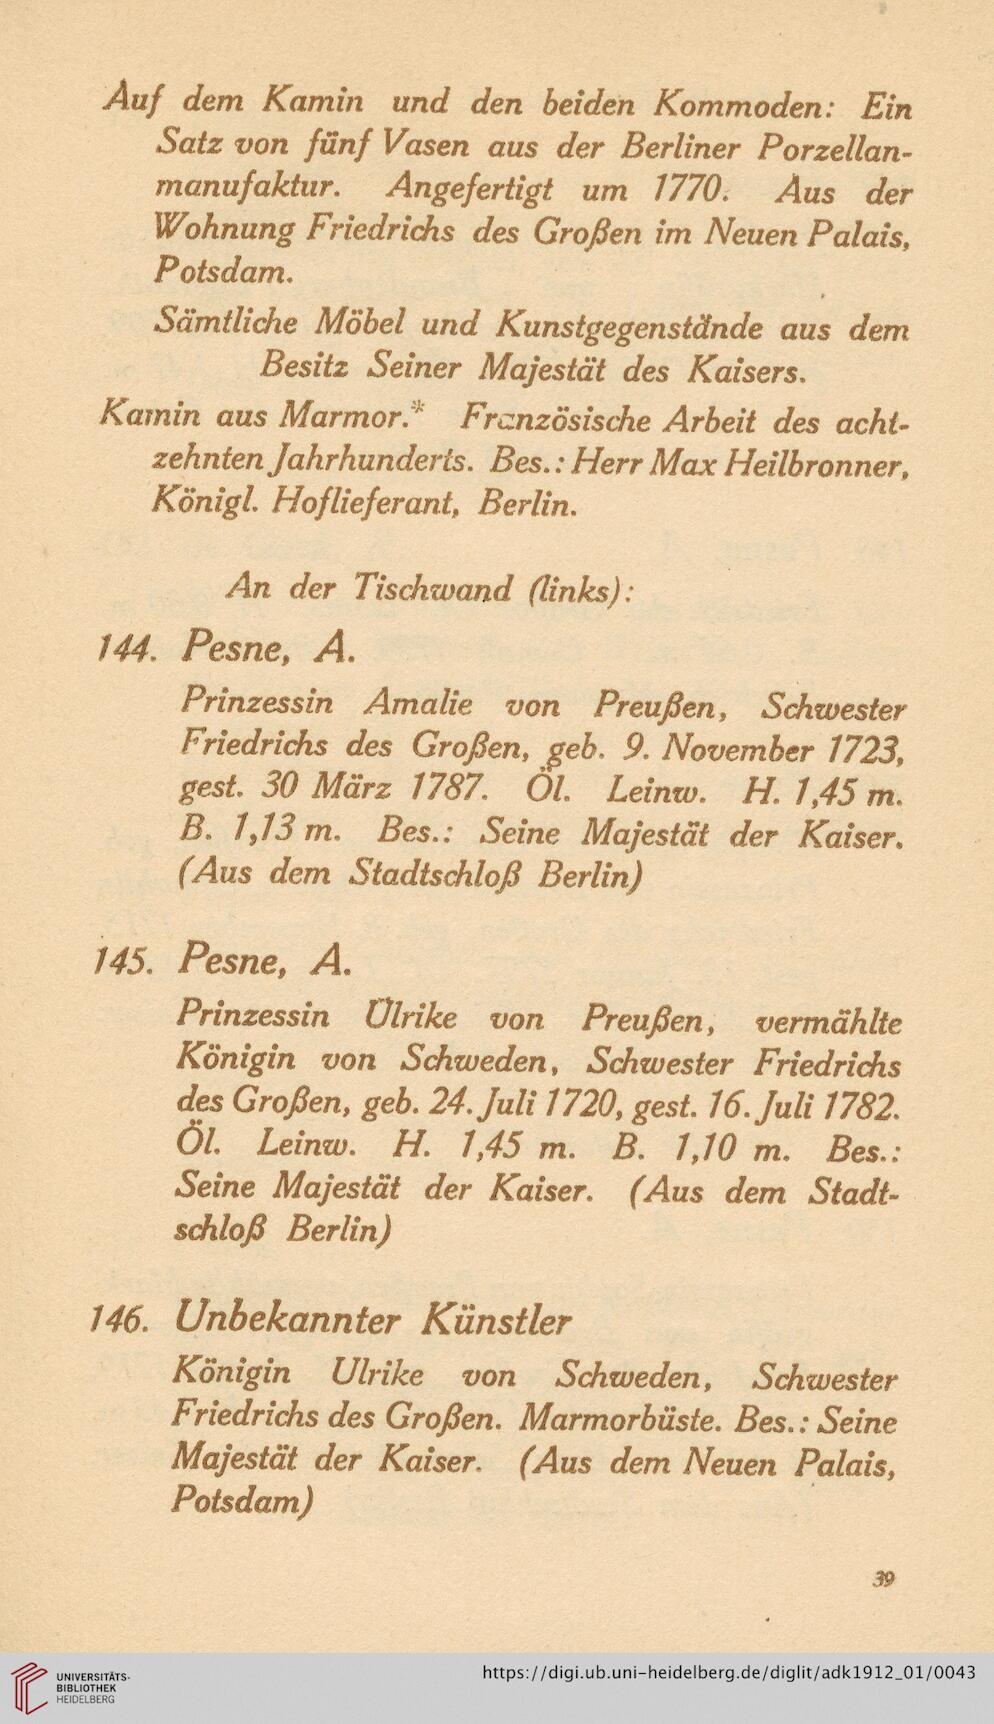 Auf dem Kamin und den beiden Kommoden: Ein
Satz von fünf Vasen aus der Berliner Porzellan-
manufaktur. Angefertigt um 1770. Aus der
Wohnung Friedrichs des Großen im Neuen Palais,
Potsdam.
Sämtliche Möbel und Kunstgegenstände aus dem
Besitz Seiner Majestät des Kaisers.
Kamin aus Marmor.* Französische Arbeit des acht-
zehnten Jahrhunderts. Bes.: Herr Max Heilbronner,
Königl. Hoflieferant, Berlin.
An der Tischwand (links):
144. Pesne, A.
Prinzessin Amalie von Preußen, Schwester
Friedrichs des Großen, geb. 9. November 1723,
gest. 30 März 1787. Öl. Leinw. H. 1,45 m.
B. 1,13 m. Bes.: Seine Majestät der Kaiser.
(Aus dem Stadtschloß Berlin)
145. Pesne, A.
Prinzessin Ülrike von Preußen, vermählte
Königin von Schweden, Schwester Friedrichs
des Großen, geb. 24. Juli 1720, gest. 16. Juli 1782.
Öl. Leinw. H. 1,45 m. B. 1,10 m. Bes.:
Seine Majestät der Kaiser. (Aus dem Stadt-
schloß Berlin)
146. Unbekannter Künstler
Königin Ulrike von Schweden, Schwester
Friedrichs des Großen. Marmorbüste. Bes.: Seine
Majestät der Kaiser. (Aus dem Neuen Palais,
Potsdam)
39
UNIVERSITÄTS-
BIBLIOTHEK
HEIDELBERG
https://digi.ub.uni-heidelberg.de/diglit/adk1912_01/0043